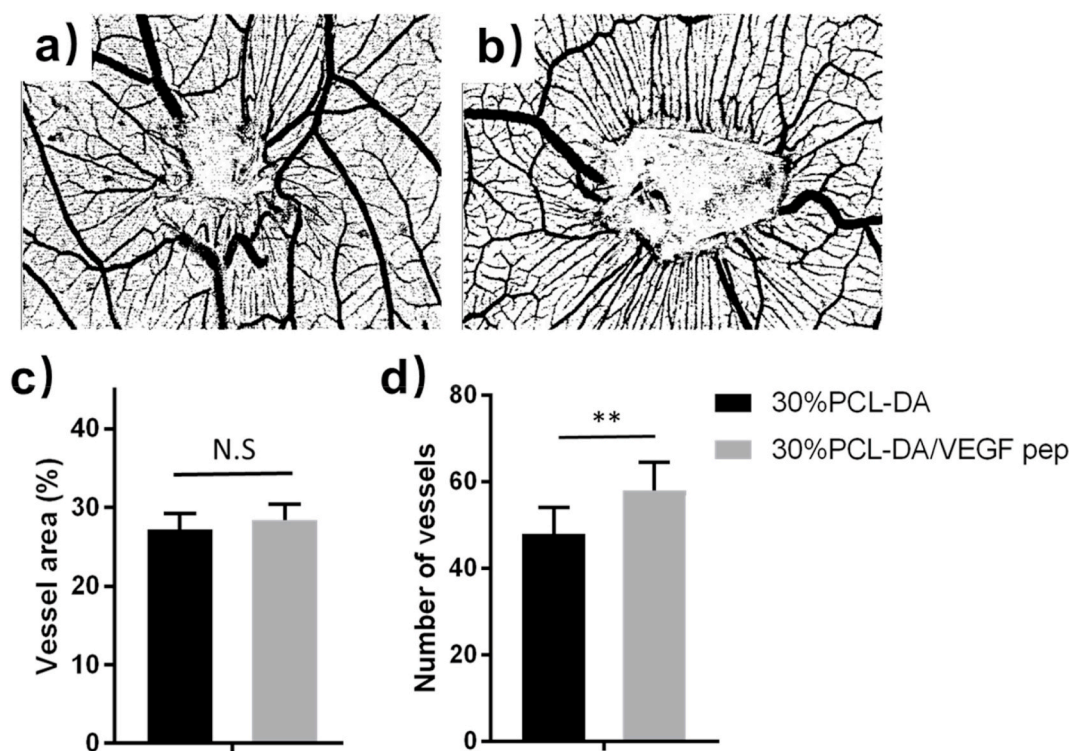 a)
b)
c)
Vessel area (%)
40
30
20
10
0
N.S
d)
Number of vessels
80
60
40
20
0
**
30%PCL-DA
30%PCL-DA/VEGF pep